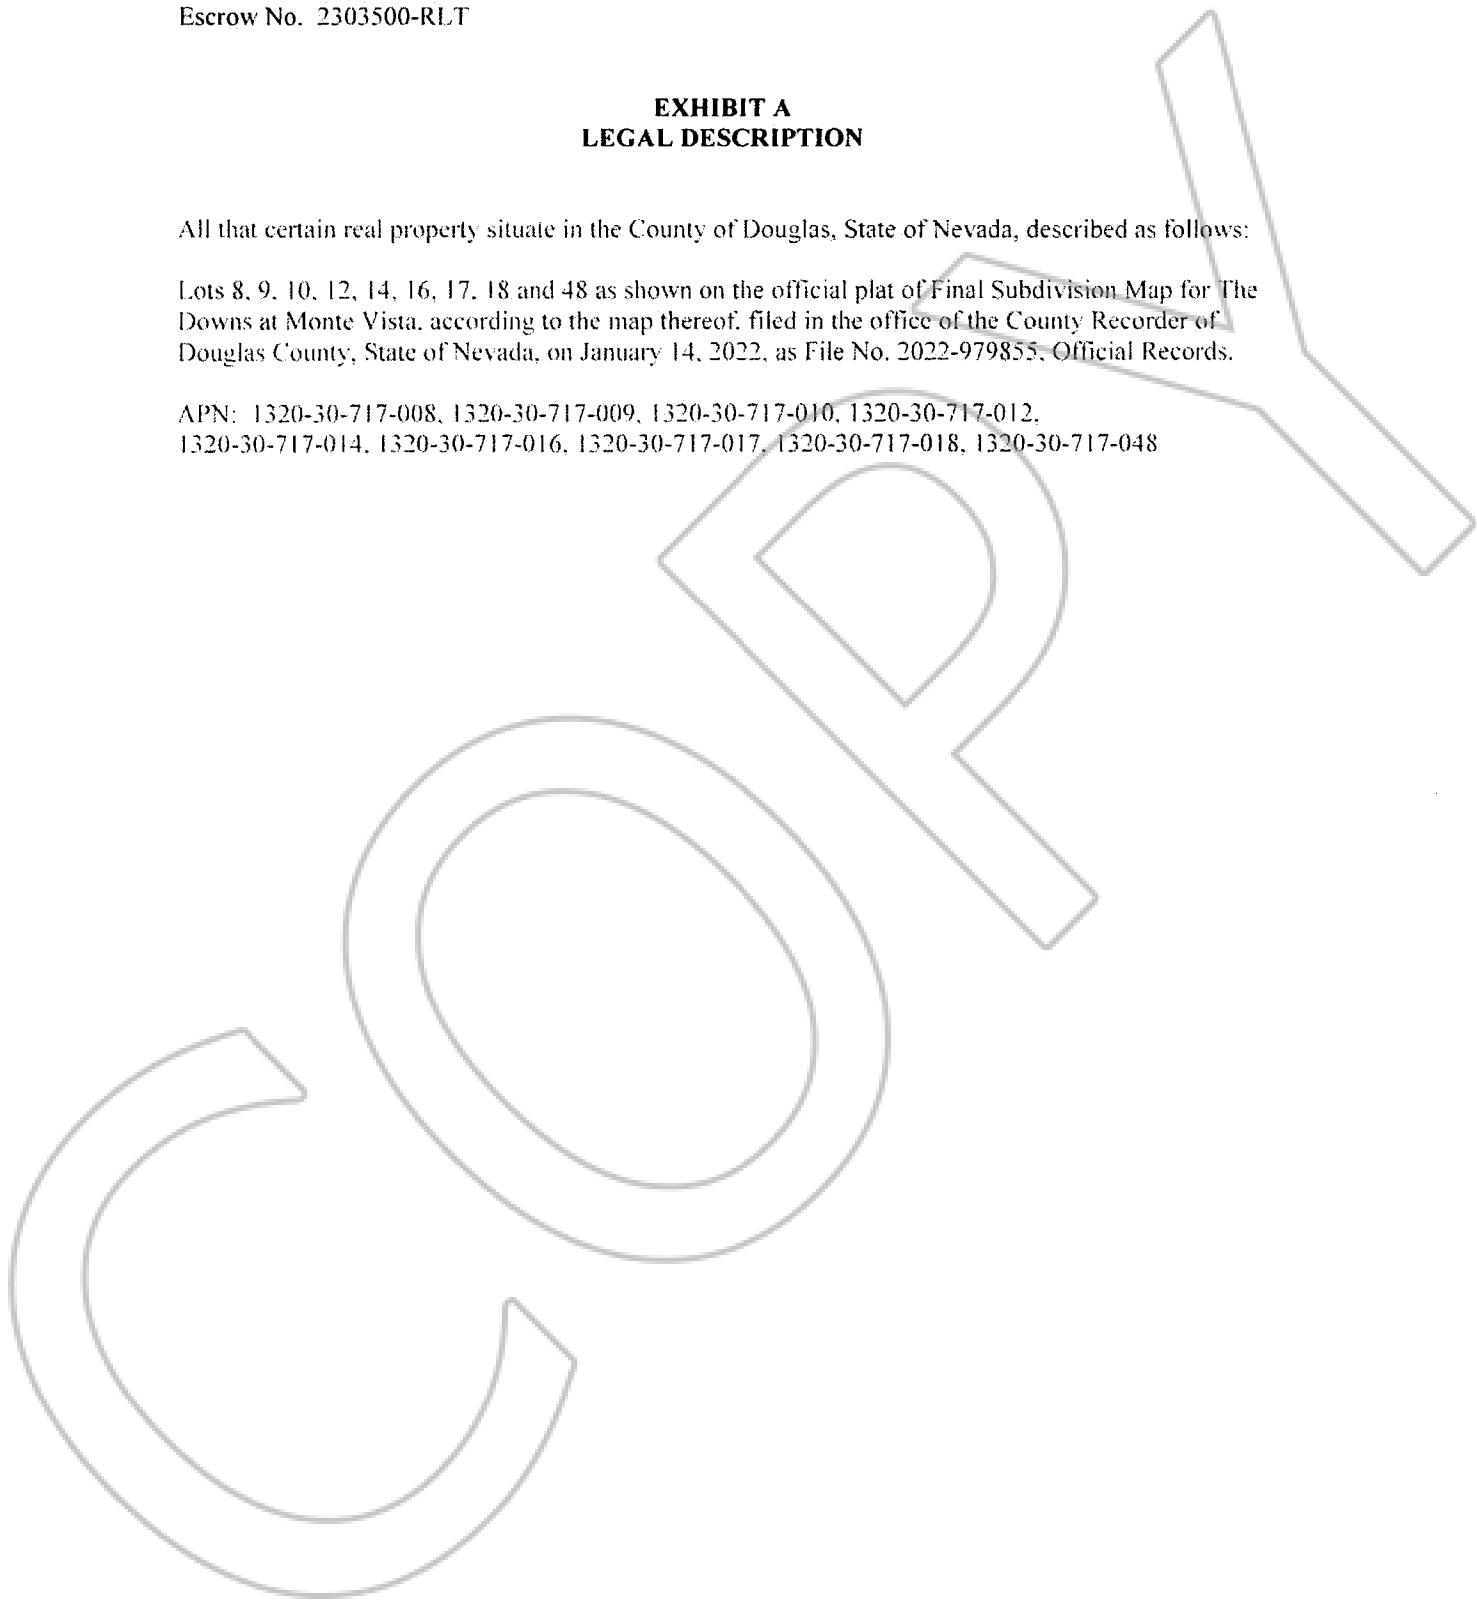 Escrow No. 2303500-RLT
EXHIBIT A
LEGAL DESCRIPTION
All that certain real property situate in the County of Douglas, State of Nevada, described as follows:
Lots 8, 9, 10, 12, 14, 16, 17, 18 and 48 as shown on the official plat of Final Subdivision Map for The
Downs at Monte Vista, according to the map thereof, filed in the office of the County Recorder of
Douglas County, State of Nevada, on January 14, 2022, as File No. 2022-979855, Official Records.
APN: 1320-30-717-008, 1320-30-717-009, 1320-30-717-010, 1320-30-717-012,
1320-30-717-014, 1320-30-717-016, 1320-30-717-017, 1320-30-717-018, 1320-30-717-048
COPY